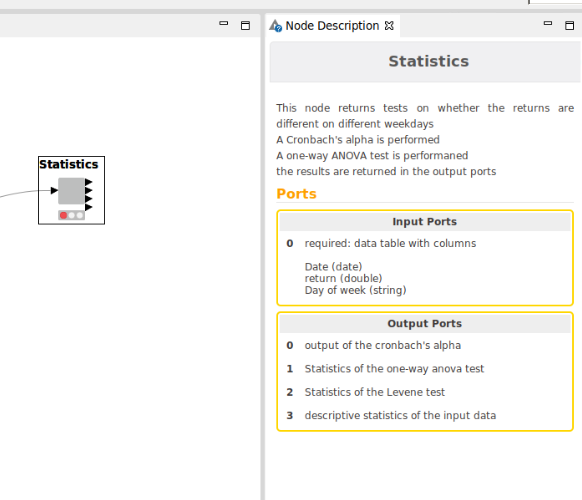 Node Description
Statistics
This node returns tests on whether the returns are
different on different weekdays
A Cronbach's alpha is performed
A one-way ANOVA test is performaned
the results are returned in the output ports
Statistics
Ports
Input Ports
0 required: data table with columns
Date (date)
return (double)
Day of week (string)
Output Ports
0 output of the cronbach's alpha
1 Statistics of the one-way anova test
2 Statistics of the Levene test
3 descriptive statistics of the input data